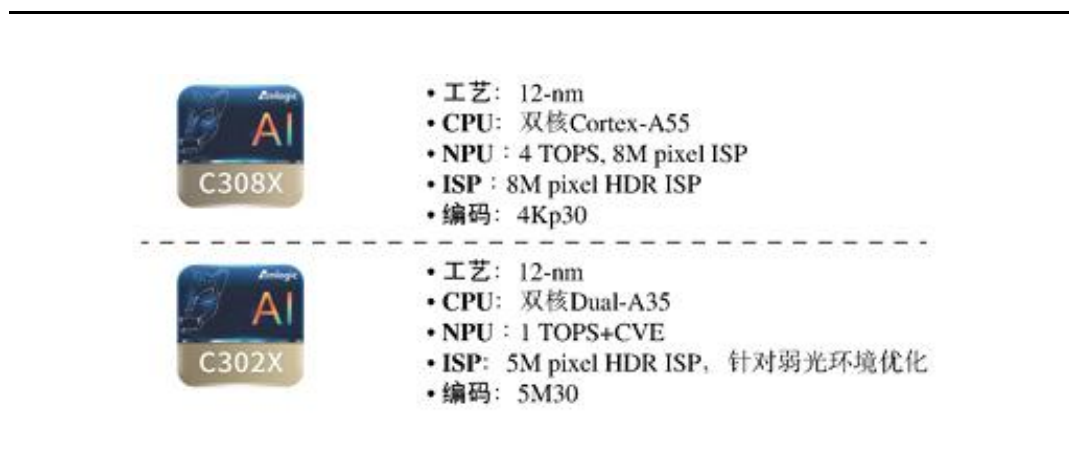 Amlogic
AI
C308X
• 工艺： 12-nm
• CPU： 双核Cortex-A55
• NPU：4 TOPS, 8M pixel ISP
• ISP：8M pixel HDR ISP
• 编码： 4Kp30
Amlogic
AI
C302X
• 工艺： 12-nm
• CPU： 双核Dual-A35
• NPU：1 TOPS+CVE
• ISP： 5M pixel HDR ISP，针对弱光环境优化
• 编码： 5M30